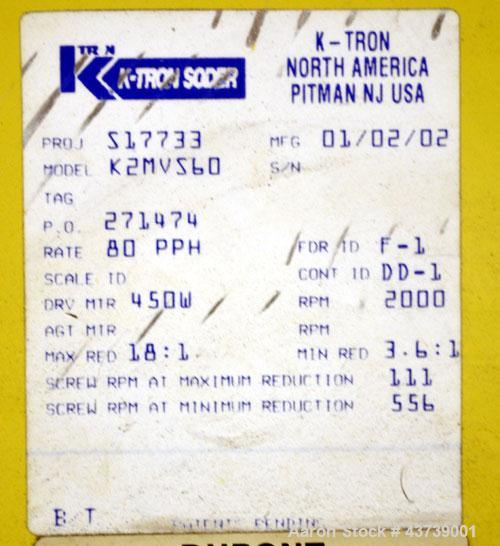 K-TRON SODER
K-TRON
NORTH AMERICA
PITMAN NJ USA
PROJ S17733 MFG 01/02/02
MODEL K2MVS60 S/N
TAG
P.O. 271474
RATE 80 PPH FDR ID F-1
SCALE ID CONT ID DD-1
DRV MTR 450W RPM 2000
AGT MTR RPM
MAX RED 18:1 MIN RED 3.6:1
SCREW RPM AT MAXIMUM REDUCTION 111
SCREW RPM AT MINIMUM REDUCTION 556
B/T PATENTS PENDING
Aaron Stock # 43739001